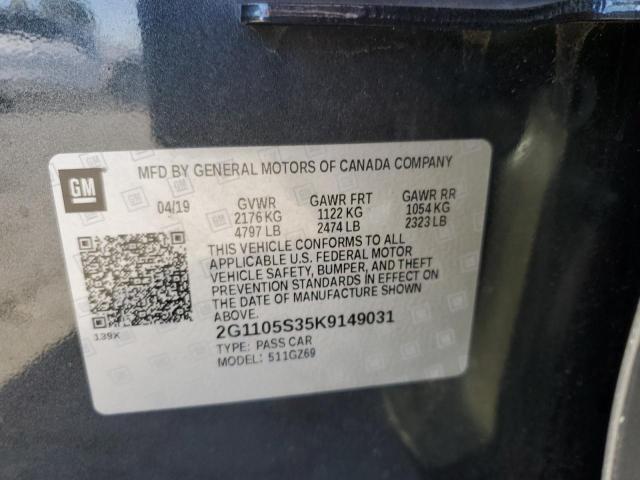 MFD BY GENERAL MOTORS OF CANADA COMPANY
GM
04/19 GVWR GAWR FRT GAWR RR
2176 KG 1122 KG 1054 KG
4797 LB 2474 LB 2323 LB
THIS VEHICLE CONFORMS TO ALL
APPLICABLE U.S. FEDERAL MOTOR
VEHICLE SAFETY, BUMPER, AND THEFT
PREVENTION STANDARDS IN EFFECT ON
THE DATE OF MANUFACTURE SHOWN
ABOVE.
139X
2G1105S35K9149031
TYPE: PASS CAR
MODEL: 511GZ69